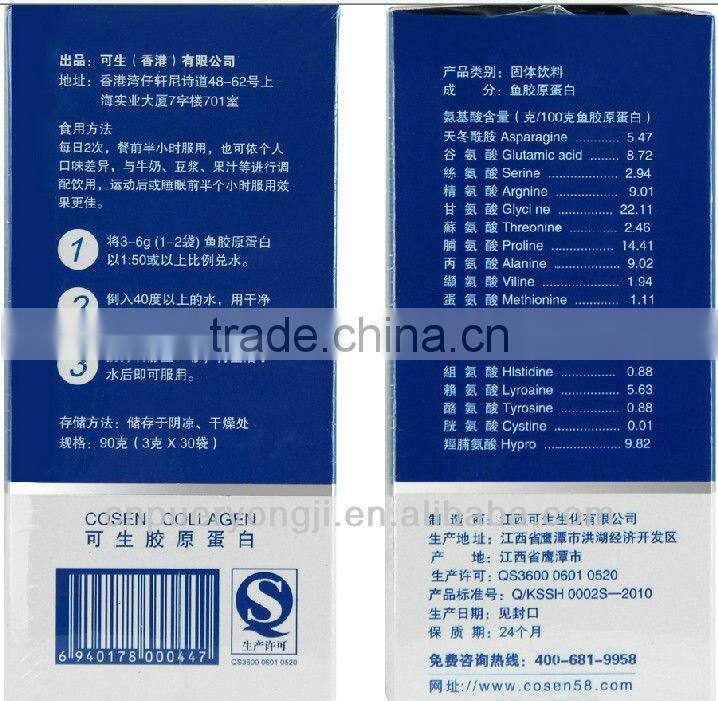 出品：可生（香港）有限公司
地址：香港湾仔轩尼诗道48-62号上
海实业大厦7字楼701室
食用方法
每日2次，餐前半小时服用，也可依个人
口味差异，与牛奶、豆浆、果汁等进行调
配饮用，运动后或睡眠前半个小时服用效
果更佳。
1
将3-6g (1-2袋) 鱼胶原蛋白
以1:50或以上比例兑水。
2
倒入40度以上的水，用干净
3
水后即可服用。
存储方法：储存于阴凉、干燥处
规格：90克（3克 X 30袋）
COSEN COLLAGEN
可生胶原蛋白
6 940178 000447
QS
生产许可
QS3600 0601 0520
产品类别：固体饮料
成 分：鱼胶原蛋白
氨基酸含量（克/100克鱼胶原蛋白）
天冬酰胺 Asparagine ........ 5.47
谷 氨 酸 Glutamic acid ........ 8.72
絲 氨 酸 Serine ........ 2.94
精 氨 酸 Argnine ........ 9.01
甘 氨 酸 Glyci ne ........ 22.11
蘇 氨 酸 Threonine ........ 2.46
脯 氨 酸 Proline ........ 14.41
丙 氨 酸 Alanine ........ 9.02
纈 氨 酸 Viline ........ 1.94
蛋 氨 酸 Methionine ........ 1.11
組 氨 酸 Hlstidine ........ 0.88
賴 氨 酸 Lyroaine ........ 5.63
酪 氨 酸 Tyrosine ........ 0.88
胱 氨 酸 Cystine ........ 0.01
羥脯氨酸 Hypro ........ 9.82
制 造 商：江西可生生化有限公司
生产地址：江西省鹰潭市洪湖经济开发区
产 地：江西省鹰潭市
生产许可：QS3600 0601 0520
产品标准号：Q/KSSH 0002S—2010
生产日期：见封口
保 质 期：24个月
免费咨询热线：400-681-9958
网址://www.cosen58.com
trade.china.cn
cnpueryongji.en.alibaba.com